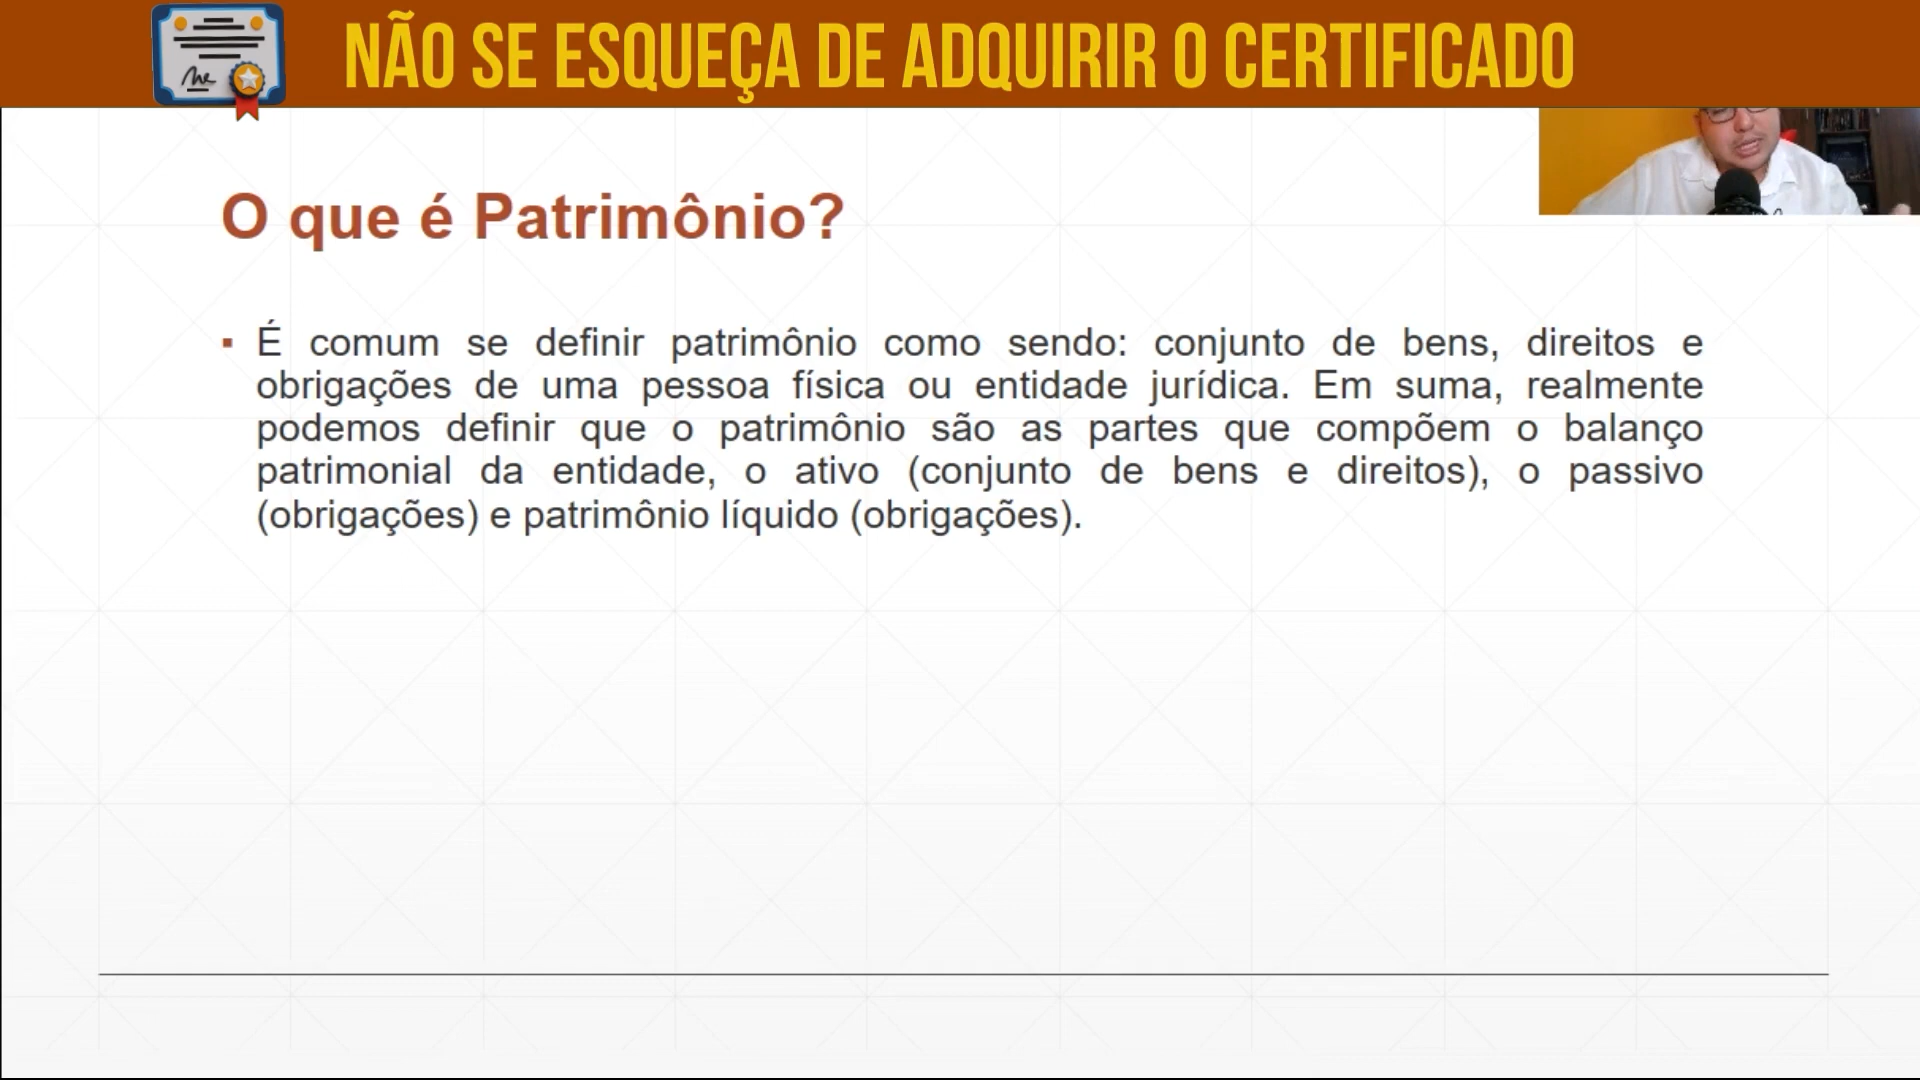 NÃO SE ESQUEÇA DE ADQUIRIR O CERTIFICADO
O que é Patrimônio?
▪ É comum se definir patrimônio como sendo: conjunto de bens, direitos e
obrigações de uma pessoa física ou entidade jurídica. Em suma, realmente
podemos definir que o patrimônio são as partes que compõem o balanço
patrimonial da entidade, o ativo (conjunto de bens e direitos), o passivo
(obrigações) e patrimônio líquido (obrigações).